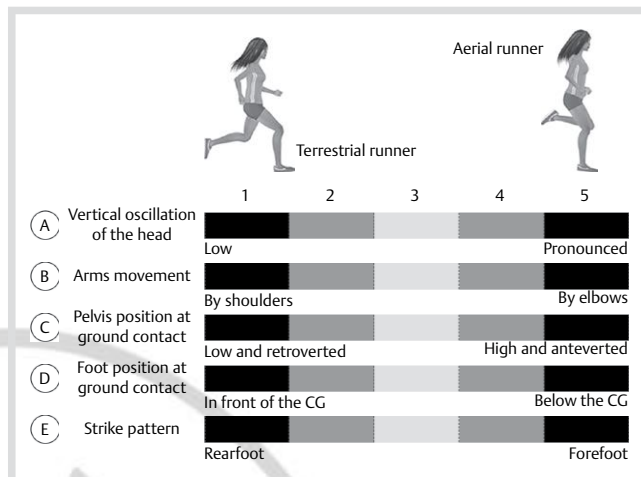 Aerial runner
Terrestrial runner
1 2 3 4 5
A Vertical oscillation
of the head
Low Pronounced
B Arms movement
By shoulders By elbows
C Pelvis position at
ground contact
Low and retroverted High and anteverted
D Foot position at
ground contact
In front of the CG Below the CG
E Strike pattern
Rearfoot Forefoot